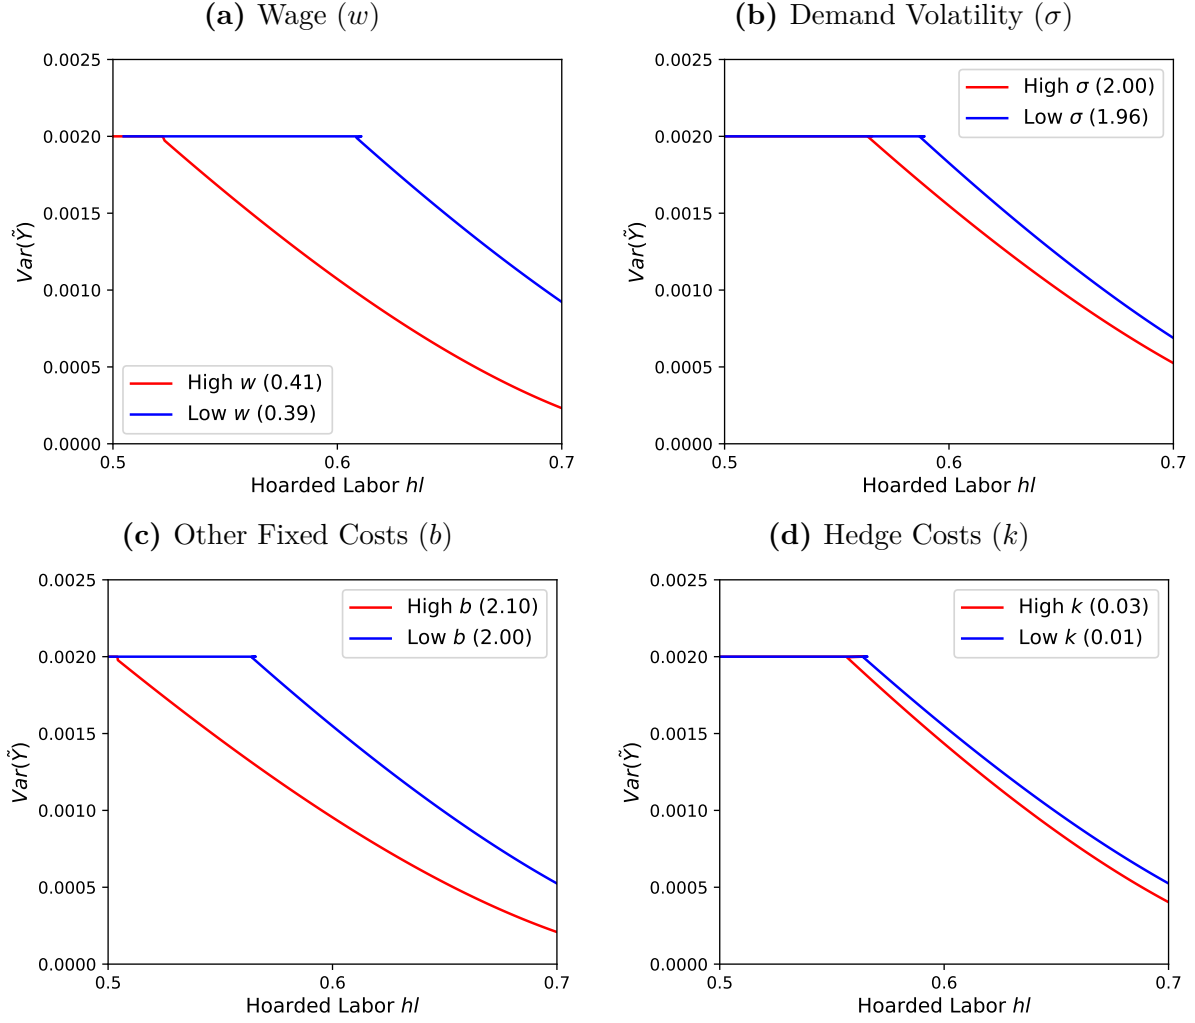 (a) Wage (w)
0.0025
0.0020
0.0015
0.0010
0.0005
0.0000
Var(Ỹ)
High w (0.41)
Low w (0.39)
0.5 0.6 0.7
Hoarded Labor hl
(b) Demand Volatility (σ)
0.0025
0.0020
0.0015
0.0010
0.0005
0.0000
Var(Ỹ)
High σ (2.00)
Low σ (1.96)
0.5 0.6 0.7
Hoarded Labor hl
(c) Other Fixed Costs (b)
0.0025
0.0020
0.0015
0.0010
0.0005
0.0000
Var(Ỹ)
High b (2.10)
Low b (2.00)
0.5 0.6 0.7
Hoarded Labor hl
(d) Hedge Costs (k)
0.0025
0.0020
0.0015
0.0010
0.0005
0.0000
Var(Ỹ)
High k (0.03)
Low k (0.01)
0.5 0.6 0.7
Hoarded Labor hl